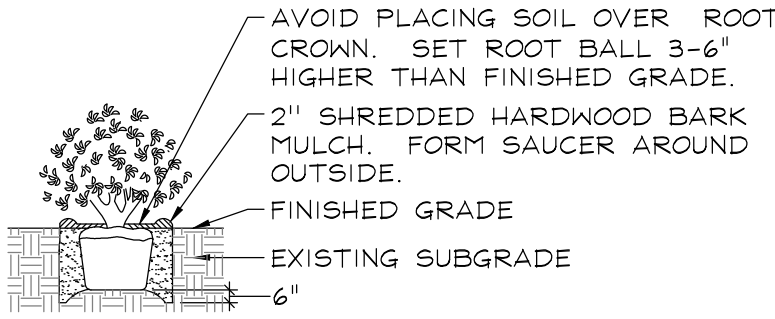 AVOID PLACING SOIL OVER ROOT
CROWN. SET ROOT BALL 3-6"
HIGHER THAN FINISHED GRADE.
2" SHREDDED HARDWOOD BARK
MULCH. FORM SAUCER AROUND
OUTSIDE.
FINISHED GRADE
EXISTING SUBGRADE
6"